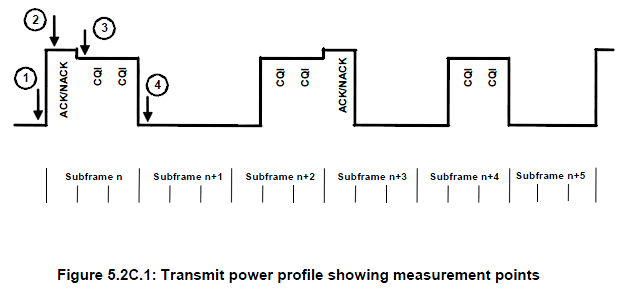 2
3
1
4
ACK/NACK
CQI
CQI
CQI
CQI
ACK/NACK
CQI
CQI
Subframe n
Subframe n+1
Subframe n+2
Subframe n+3
Subframe n+4
Subframe n+5
Figure 5.2C.1: Transmit power profile showing measurement points